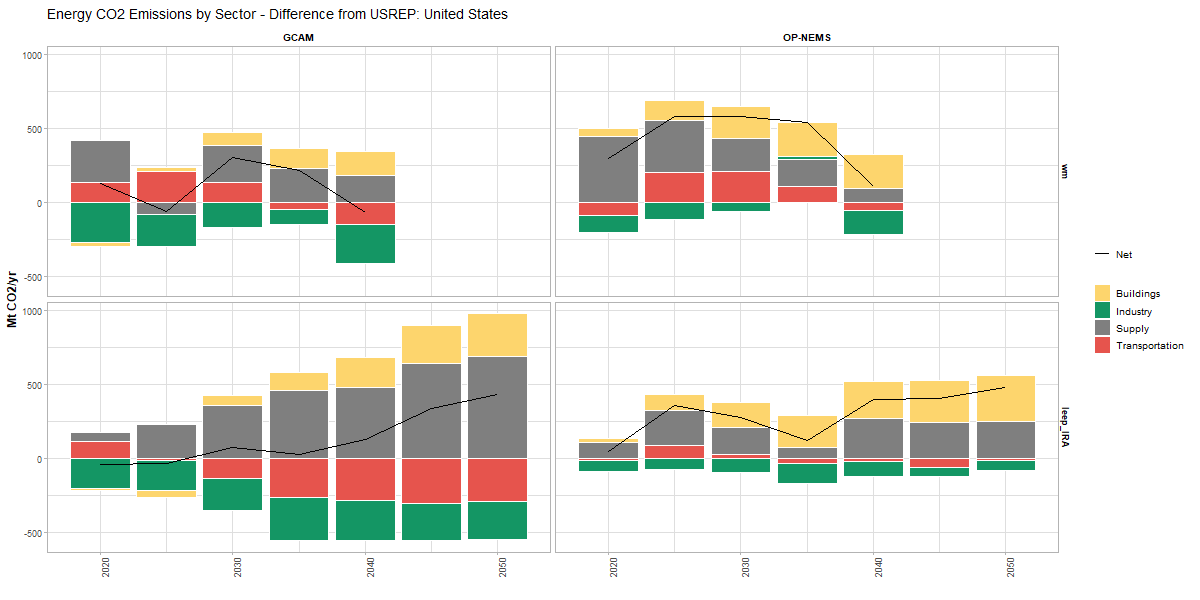 Energy CO2 Emissions by Sector - Difference from USREP: United States
GCAM
OP-NEMS
1000
500
0
-500
wm
1000
500
0
-500
leep_IRA
Mt CO2/yr
2020
2030
2040
2050
2020
2030
2040
2050
Net
Buildings
Industry
Supply
Transportation